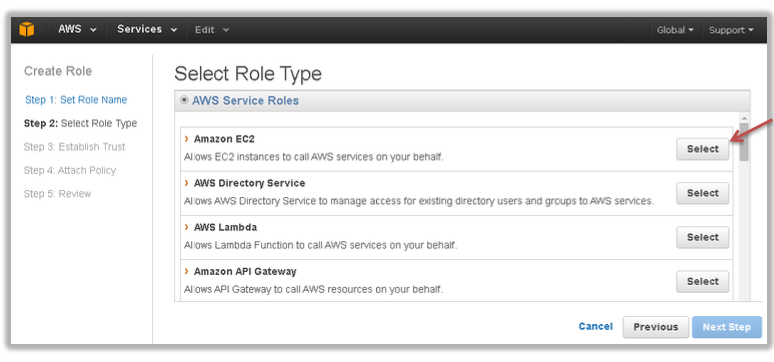 AWS Services Edit Global Support
Create Role
Step 1: Set Role Name
Step 2: Select Role Type
Step 3: Establish Trust
Step 4: Attach Policy
Step 5: Review
Select Role Type
AWS Service Roles
Amazon EC2
Allows EC2 instances to call AWS services on your behalf.
Select
AWS Directory Service
Allows AWS Directory Service to manage access for existing directory users and groups to AWS services.
Select
AWS Lambda
Allows Lambda Function to call AWS services on your behalf.
Select
Amazon API Gateway
Allows API Gateway to call AWS resources on your behalf.
Select
Cancel Previous Next Step